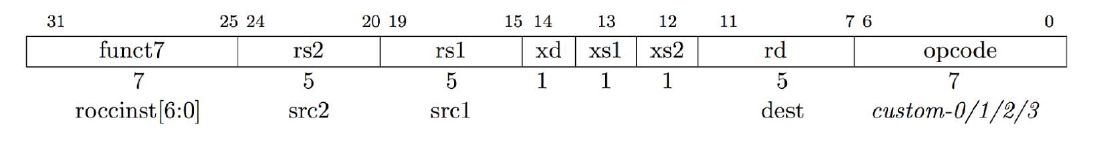 31 25 24 20 19 15 14 13 12 11 7 6 0
funct7 rs2 rs1 xd xs1 xs2 rd opcode
7 5 5 1 1 1 5 7
roccinst[6:0] src2 src1 dest custom-0/1/2/3